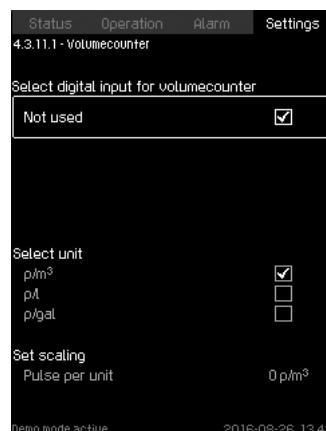 Status Operation Alarm Settings
4.3.11.1 - Volumecounter
Select digital input for volumecounter
Not used
Select unit
p/m³
p/l
p/gal
Set scaling
Pulse per unit 0 p/m³
Demo mode active 2016-08-26 13:4